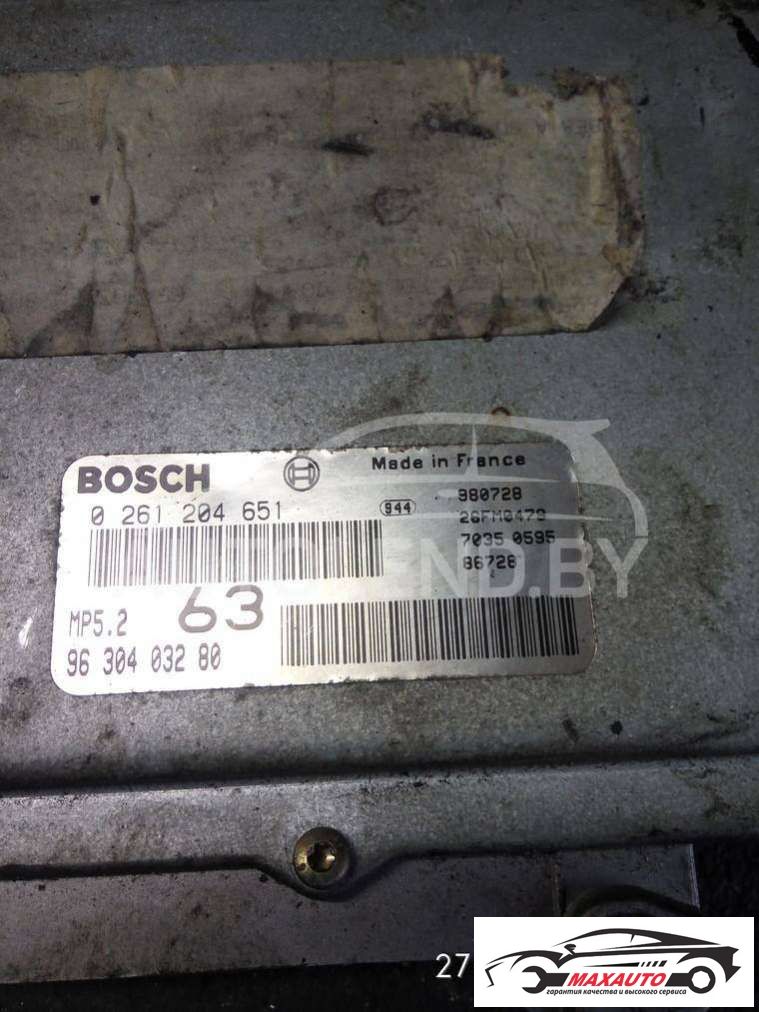 BOSCH
Made in France
0 261 204 651
944
980728
26FM0478
7035 0595
86728
MP5.2
63
96 304 032 80
27
MAXAUTO
гарантия качества и высокого сервиса